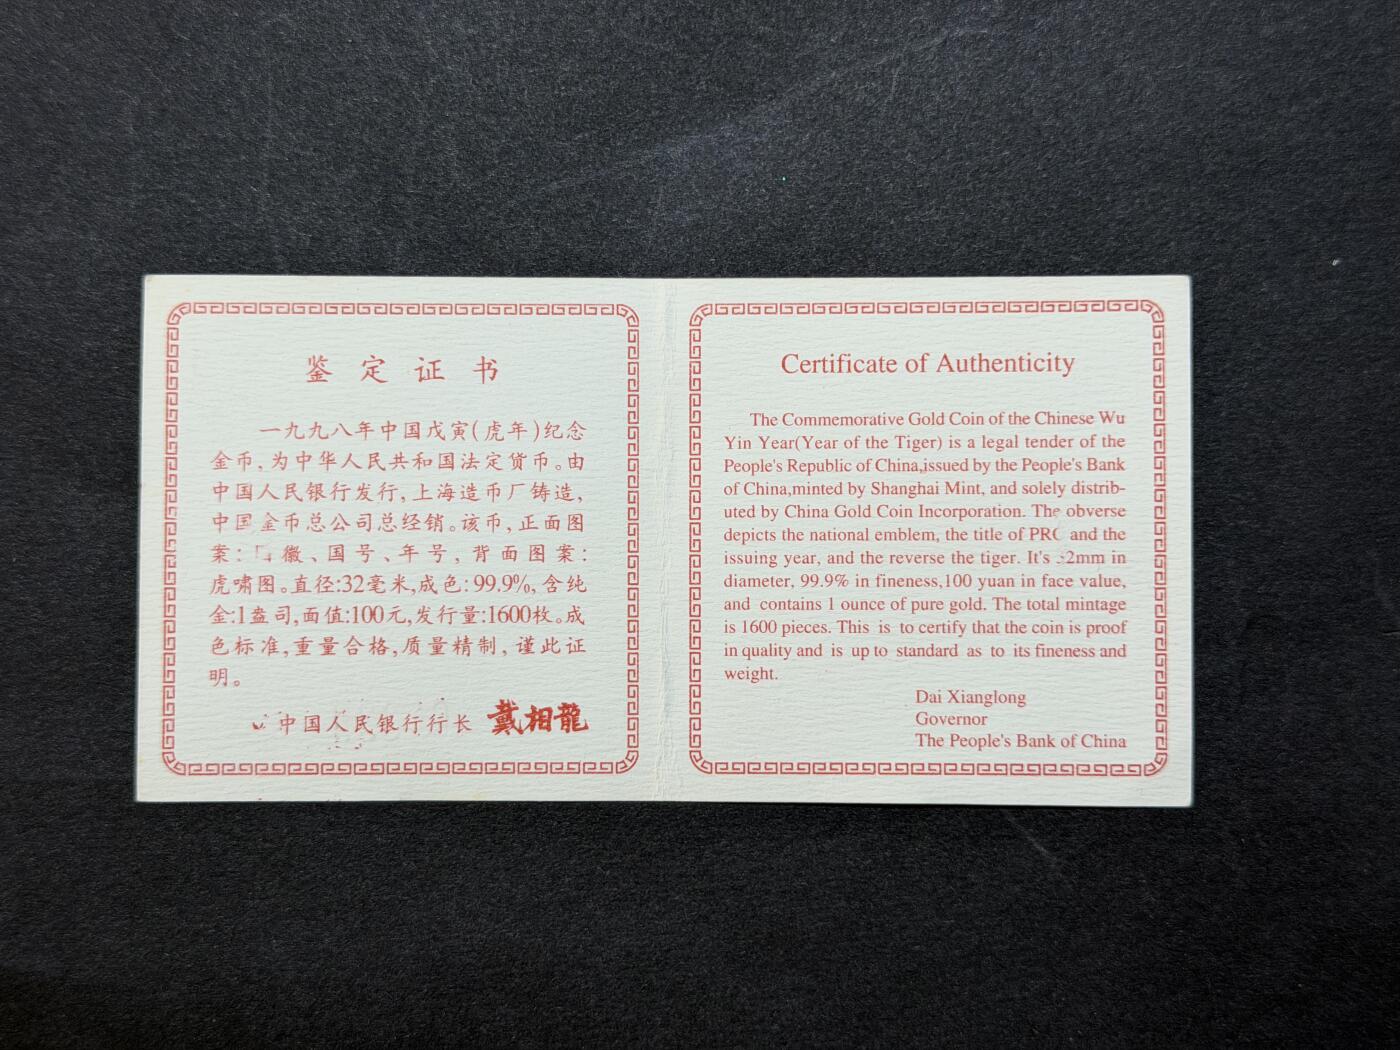 鉴定证书
一九九八年中国戊寅(虎年)纪念
金币,为中华人民共和国法定货币。由
中国人民银行发行,上海造币厂铸造,
中国金币总公司总经销。该币,正面图
案: 徽、国号、年号,背面图案:
虎啸图。直径:32毫米,成色:99.9%,含纯
金:1盎司,面值:100元,发行量:1600枚。成
色标准,重量合格,质量精制,谨此证
明。
中国人民银行行长 戴相龍
Certificate of Authenticity
The Commemorative Gold Coin of the Chinese Wu
Yin Year(Year of the Tiger) is a legal tender of the
People's Republic of China,issued by the People's Bank
of China,minted by Shanghai Mint, and solely distrib-
uted by China Gold Coin Incorporation. The obverse
depicts the national emblem, the title of PRC and the
issuing year, and the reverse the tiger. It's 2mm in
diameter, 99.9% in fineness,100 yuan in face value,
and contains 1 ounce of pure gold. The total mintage
is 1600 pieces. This is to certify that the coin is proof
in quality and is up to standard as to its fineness and
weight.
Dai Xianglong
Governor
The People's Bank of China